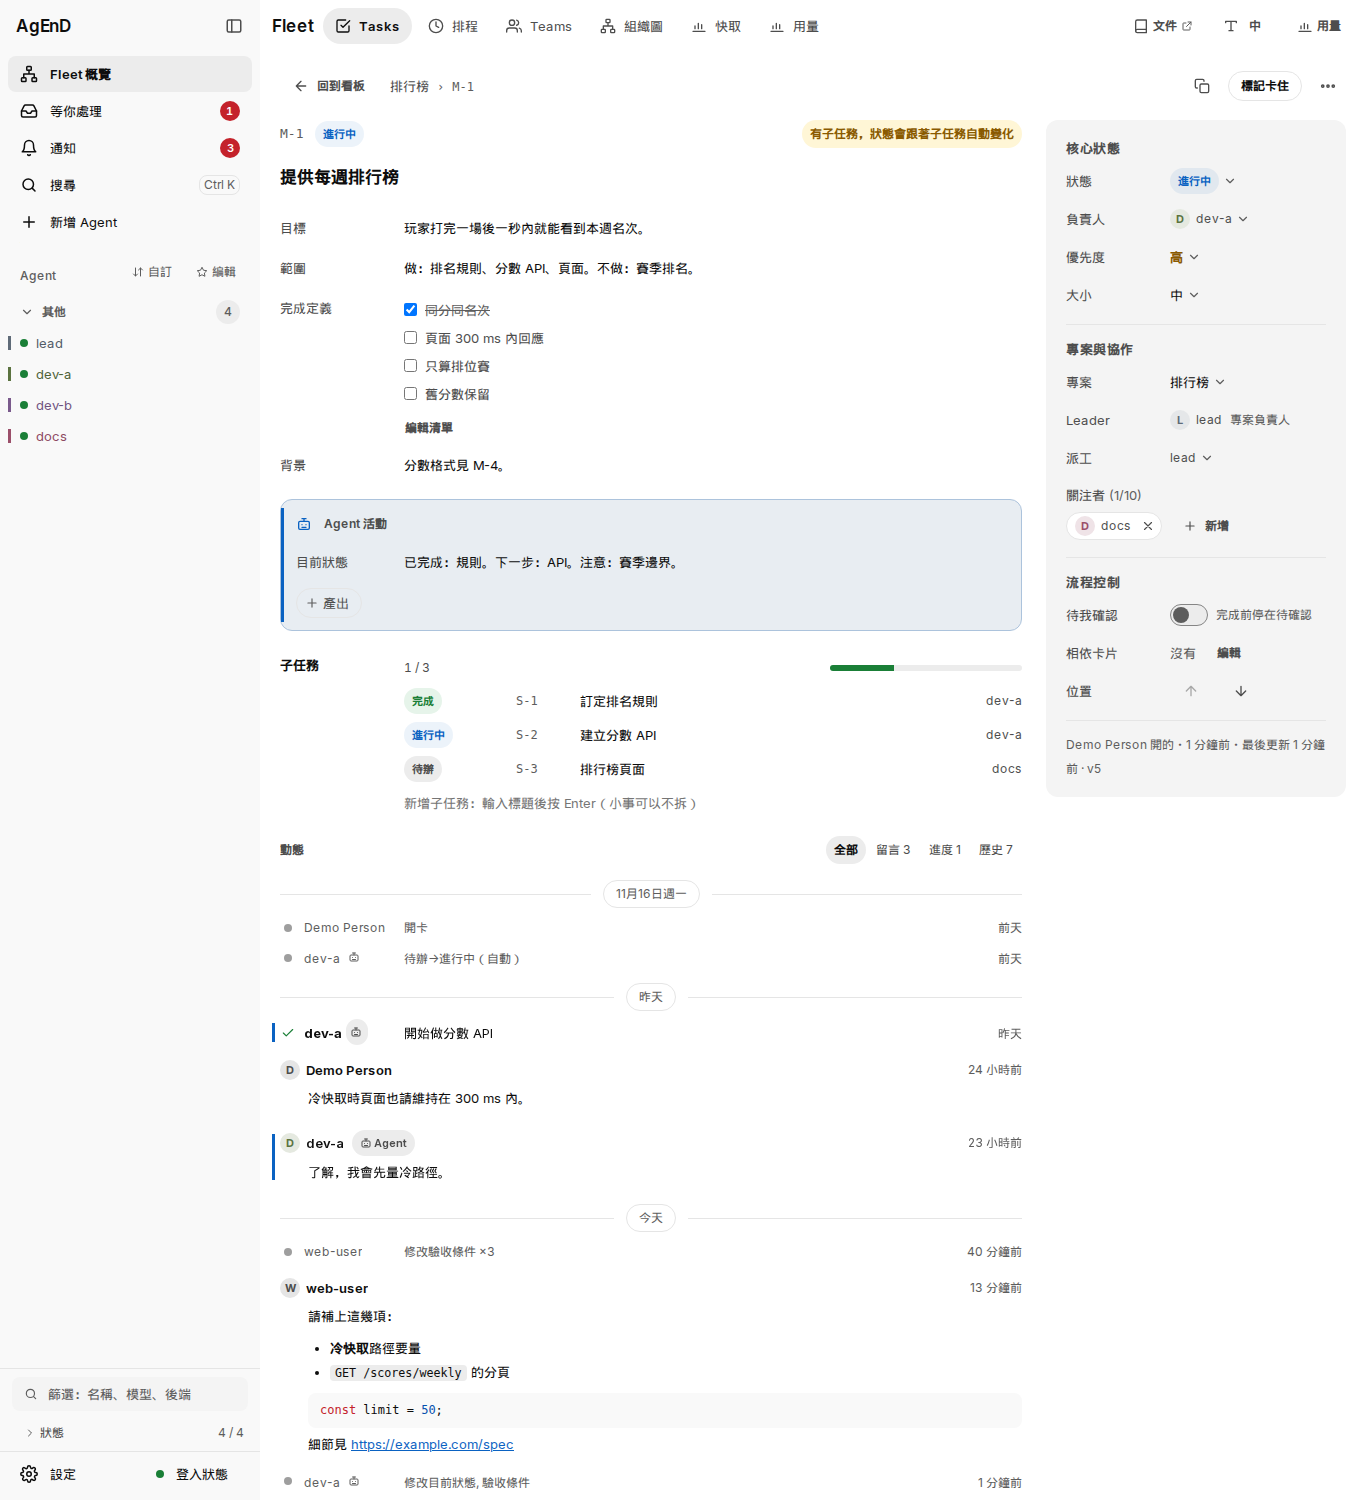 AgEnD
Fleet 概覽
等你處理 1
通知 3
搜尋 Ctrl K
新增 Agent
Agent 自訂 編輯
其他 4
lead
dev-a
dev-b
docs
篩選：名稱、模型、後端
狀態 4 / 4
設定 登入狀態
Fleet Tasks 排程 Teams 組織圖 快取 用量 文件 中 用量
回到看板 排行榜 › M-1 標記卡住
M-1 進行中 有子任務，狀態會跟著子任務自動變化
提供每週排行榜
目標 玩家打完一場後一秒內就能看到本週名次。
範圍 做：排名規則、分數 API、頁面。不做：賽季排名。
完成定義 同分同名次
頁面 300 ms 內回應
只算排位賽
舊分數保留
編輯清單
背景 分數格式見 M-4。
Agent 活動
目前狀態 已完成：規則。下一步：API。注意：賽季邊界。
產出
子任務 1 / 3
完成 S-1 訂定排名規則 dev-a
進行中 S-2 建立分數 API dev-a
待辦 S-3 排行榜頁面 docs
新增子任務：輸入標題後按 Enter（小事可以不拆）
動態 全部 留言 3 進度 1 歷史 7
11月16日週一
Demo Person 開卡 前天
dev-a 待辦→進行中（自動） 前天
昨天
dev-a 開始做分數 API 昨天
D Demo Person 24 小時前
冷快取時頁面也請維持在 300 ms 內。
D dev-a Agent 23 小時前
了解，我會先量冷路徑。
今天
web-user 修改驗收條件 ×3 40 分鐘前
W web-user 13 分鐘前
請補上這幾項：
• 冷快取路徑要量
• GET /scores/weekly 的分頁
const limit = 50;
細節見 https://example.com/spec
dev-a 修改目前狀態, 驗收條件 1 分鐘前
核心狀態
狀態 進行中
負責人 D dev-a
優先度 高
大小 中
專案與協作
專案 排行榜
Leader L lead 專案負責人
派工 lead
關注者 (1/10)
D docs 新增
流程控制
待我確認 完成前停在待確認
相依卡片 沒有 編輯
位置
Demo Person 開的 · 1 分鐘前 · 最後更新 1 分鐘
前 · v5